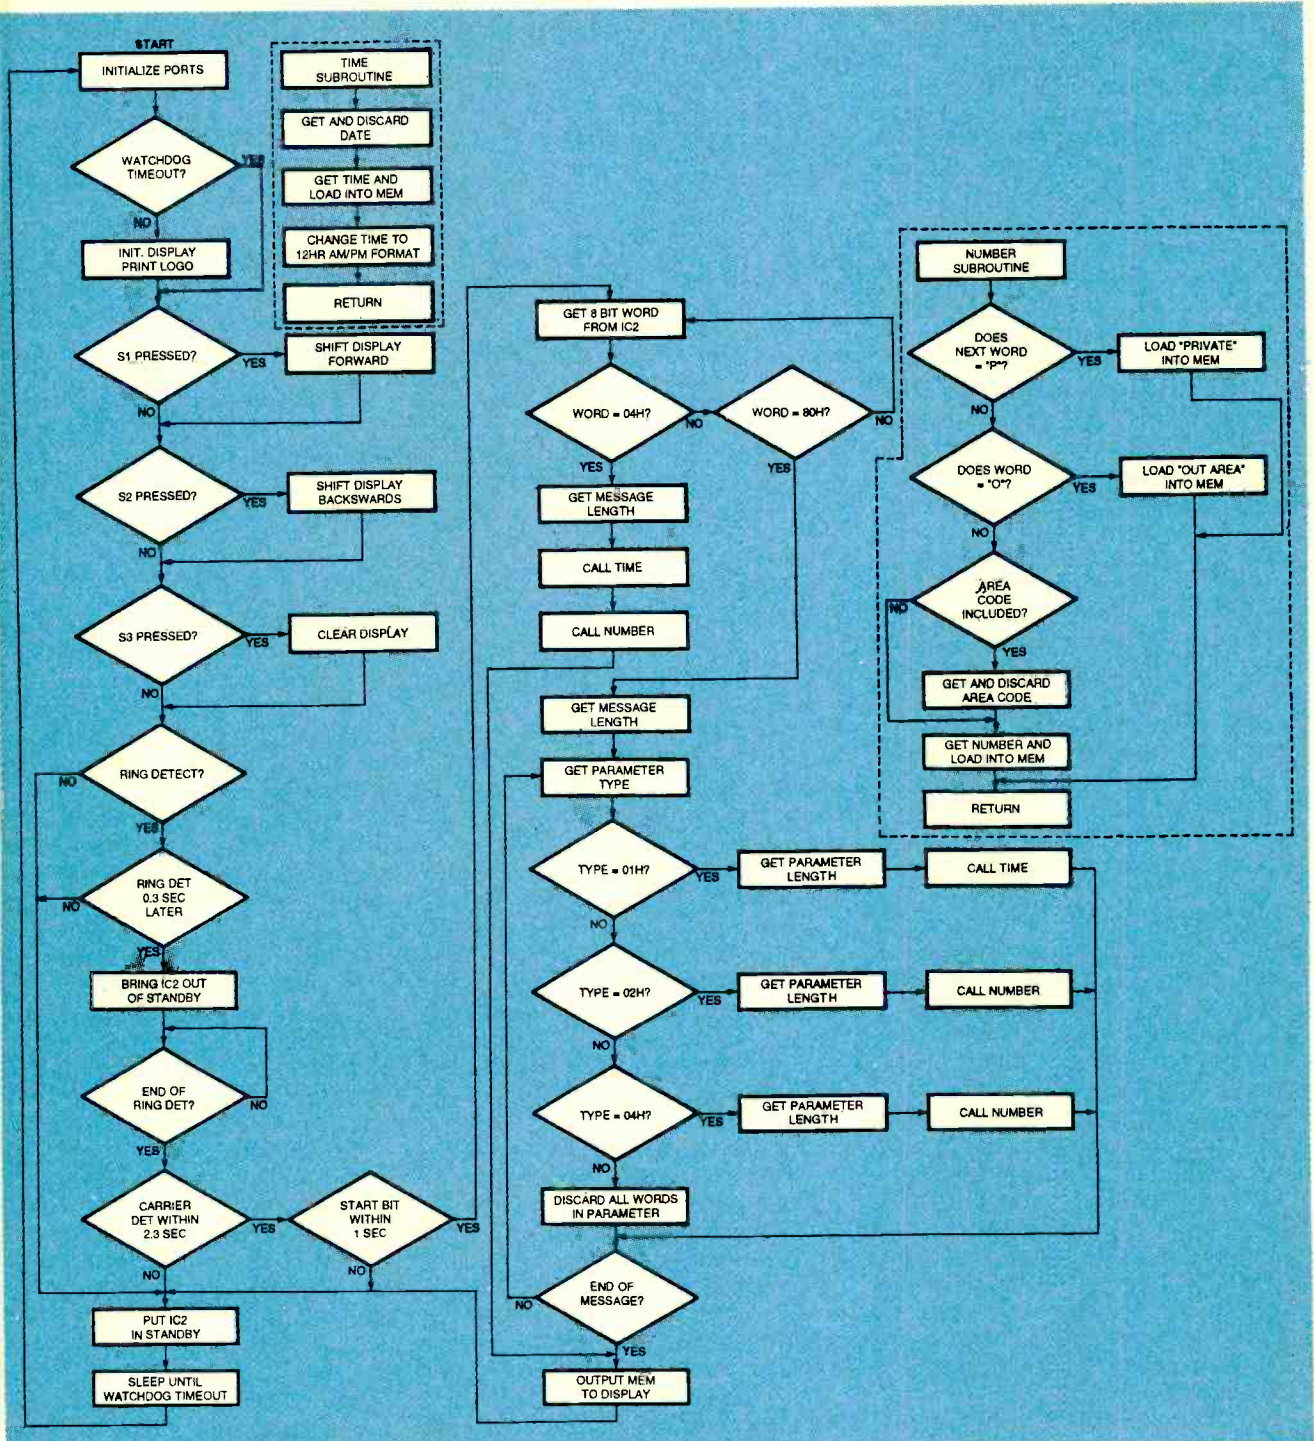 START
INITIALIZE PORTS
WATCHDOG
TIMEOUT?
YES
NO
INIT. DISPLAY
PRINT LOGO
S1 PRESSED?
YES
SHIFT DISPLAY
FORWARD
NO
S2 PRESSED?
YES
SHIFT DISPLAY
BACKSWARDS
NO
S3 PRESSED?
YES
CLEAR DISPLAY
NO
RING DETECT?
NO
YES
RING DET
0.3 SEC
LATER
NO
YES
BRING IC2 OUT
OF STANDBY
END OF
RING DET?
NO
YES
CARRIER
DET WITHIN
2.3 SEC
YES
NO
START BIT
WITHIN
1 SEC
YES
NO
PUT IC2
IN STANDBY
SLEEP UNTIL
WATCHDOG TIMEOUT
TIME
SUBROUTINE
GET AND DISCARD
DATE
GET TIME AND
LOAD INTO MEM
CHANGE TIME TO
12HR AM/PM FORMAT
RETURN
GET 8 BIT WORD
FROM IC2
WORD = 04H?
NO
YES
WORD = 80H?
NO
YES
GET MESSAGE
LENGTH
CALL TIME
CALL NUMBER
GET MESSAGE
LENGTH
GET PARAMETER
TYPE
TYPE = 01H?
YES
GET PARAMETER
LENGTH
CALL TIME
NO
TYPE = 02H?
YES
GET PARAMETER
LENGTH
CALL NUMBER
NO
TYPE = 04H?
YES
GET PARAMETER
LENGTH
CALL NUMBER
NO
DISCARD ALL WORDS
IN PARAMETER
END OF
MESSAGE?
NO
YES
OUTPUT MEM
TO DISPLAY
NUMBER
SUBROUTINE
DOES
NEXT WORD
= "P"?
YES
LOAD "PRIVATE"
INTO MEM
NO
DOES WORD
= "O"?
YES
LOAD "OUT AREA"
INTO MEM
NO
AREA
CODE
INCLUDED?
NO
YES
GET AND DISCARD
AREA CODE
GET NUMBER AND
LOAD INTO MEM
RETURN